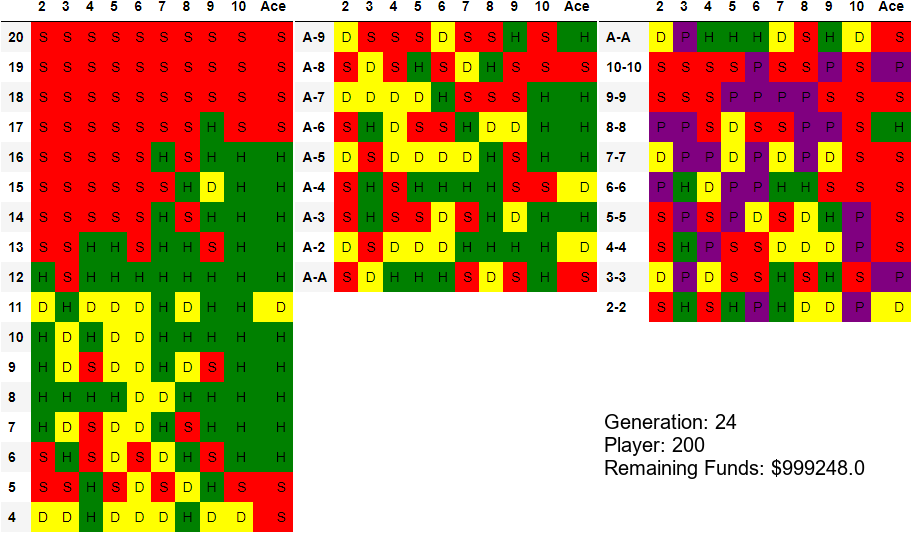 2 3 4 5 6 7 8 9 10 Ace
20 S S S S S S S S S S
19 S S S S S S S S S S
18 S S S S S S S S S S
17 S S S S S S S H S S
16 S S S S S H S H H H
15 S S S S S S H D H H
14 S S S S S H S H H H
13 S S H H S H H S H H
12 H S H H H H H H H H
11 D H D D D H D H H D
10 H D H D D H H H H H
9 H D S D D H D S H H
8 H H H H D D H H H H
7 H D S D D H S H H H
6 S H S D S D H S H H
5 S S H S D S D H S S
4 D D H D D D H D D S
2 3 4 5 6 7 8 9 10 Ace
A-9 D S S S D S S H S H
A-8 S D S H S D H S S S
A-7 D D D D H S S S H H
A-6 S H D S S H D D H H
A-5 D S D D D D H S H H
A-4 S H S H H H H S S D
A-3 S H S S D S H D H H
A-2 D S D D D H H H H D
A-A S D H H H S D S H S
2 3 4 5 6 7 8 9 10 Ace
A-A D P H H H D S H D S
10-10 S S S S P S S P S P
9-9 S S S P P P P S S S
8-8 P P S D S S P P S H
7-7 D P P D P D P D S S
6-6 P H D P P H H S S S
5-5 S P S P D S D H P S
4-4 S H P S S D D D P S
3-3 D P D S S H S H S P
2-2 S H S H P H D D P D
Generation: 24
Player: 200
Remaining Funds: $999248.0